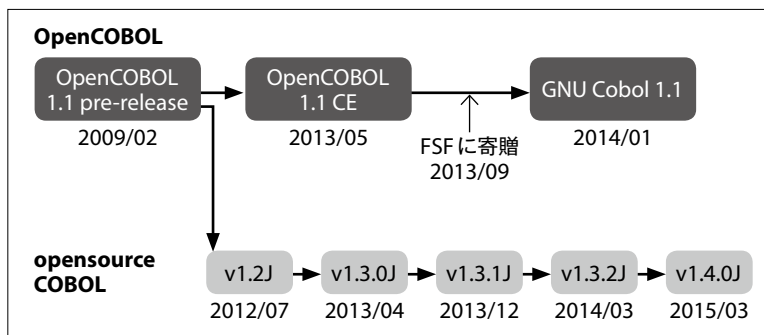 OpenCOBOL
OpenCOBOL
1.1 pre-release
2009/02
OpenCOBOL
1.1 CE
2013/05
FSFに寄贈
2013/09
GNU Cobol 1.1
2014/01
opensource
COBOL
v1.2J
2012/07
v1.3.0J
2013/04
v1.3.1J
2013/12
v1.3.2J
2014/03
v1.4.0J
2015/03